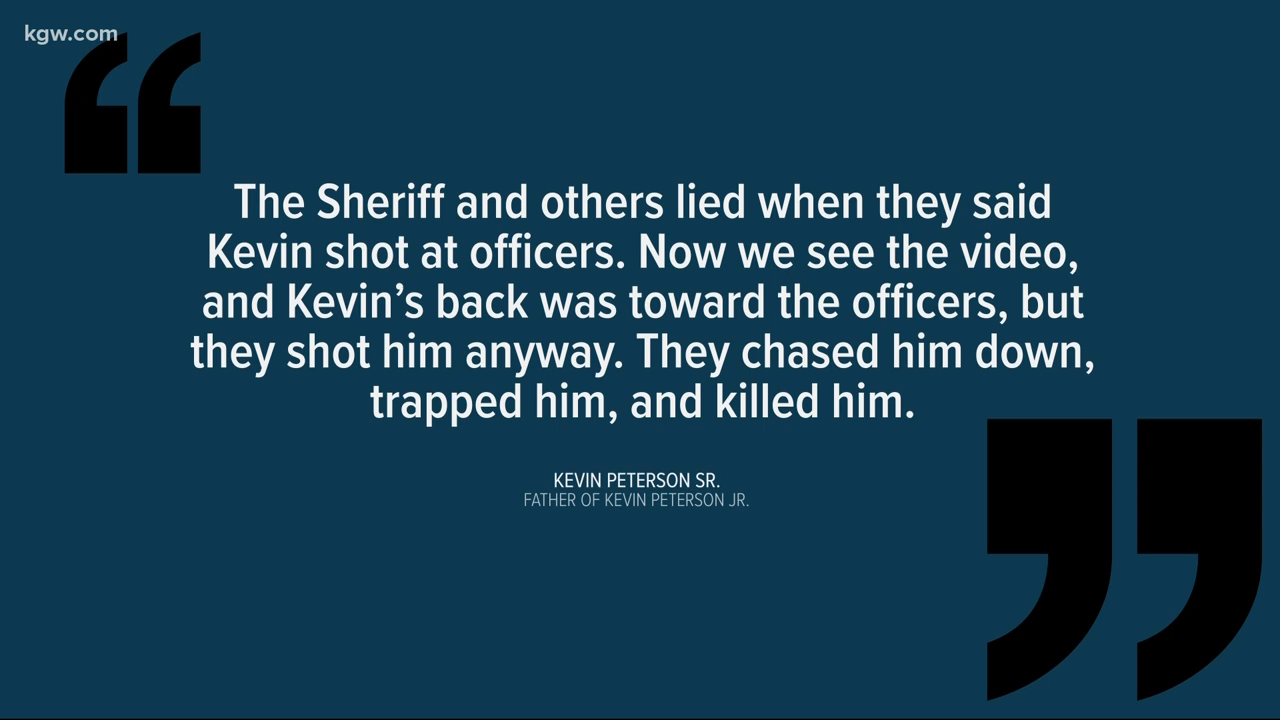 kgw.com
The Sheriff and others lied when they said
Kevin shot at officers. Now we see the video,
and Kevin’s back was toward the officers, but
they shot him anyway. They chased him down,
trapped him, and killed him.
KEVIN PETERSON SR.
FATHER OF KEVIN PETERSON JR.